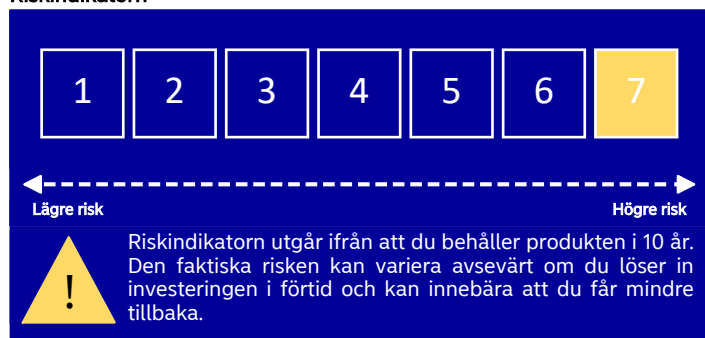 Riskindikatorn
1 2 3 4 5 6 7
Lägre risk Högre risk
Riskindikatorn utgår ifrån att du behåller produkten i 10 år.
Den faktiska risken kan variera avsevärt om du löser in
! investeringen i förtid och kan innebära att du får mindre
tillbaka.